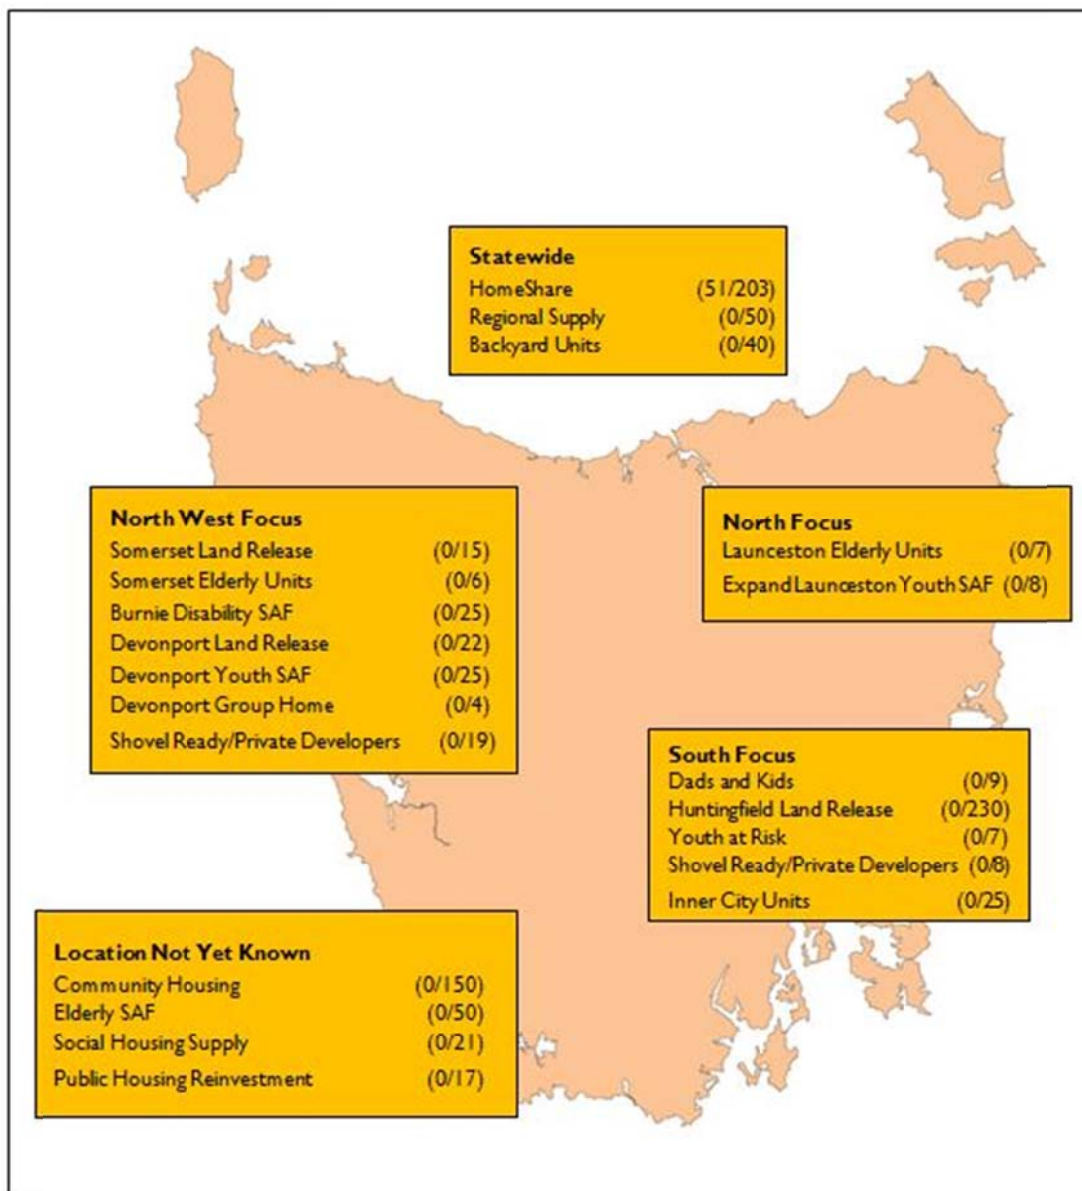 Statewide
HomeShare (51/203)
Regional Supply (0/50)
Backyard Units (0/40)
North West Focus
Somerset Land Release (0/15)
Somerset Elderly Units (0/6)
Burnie Disability SAF (0/25)
Devonport Land Release (0/22)
Devonport Youth SAF (0/25)
Devonport Group Home (0/4)
Shovel Ready/Private Developers (0/19)
North Focus
Launceston Elderly Units (0/7)
Expand Launceston Youth SAF (0/8)
South Focus
Dads and Kids (0/9)
Huntingfield Land Release (0/230)
Youth at Risk (0/7)
Shovel Ready/Private Developers (0/8)
Inner City Units (0/25)
Location Not Yet Known
Community Housing (0/150)
Elderly SAF (0/50)
Social Housing Supply (0/21)
Public Housing Reinvestment (0/17)